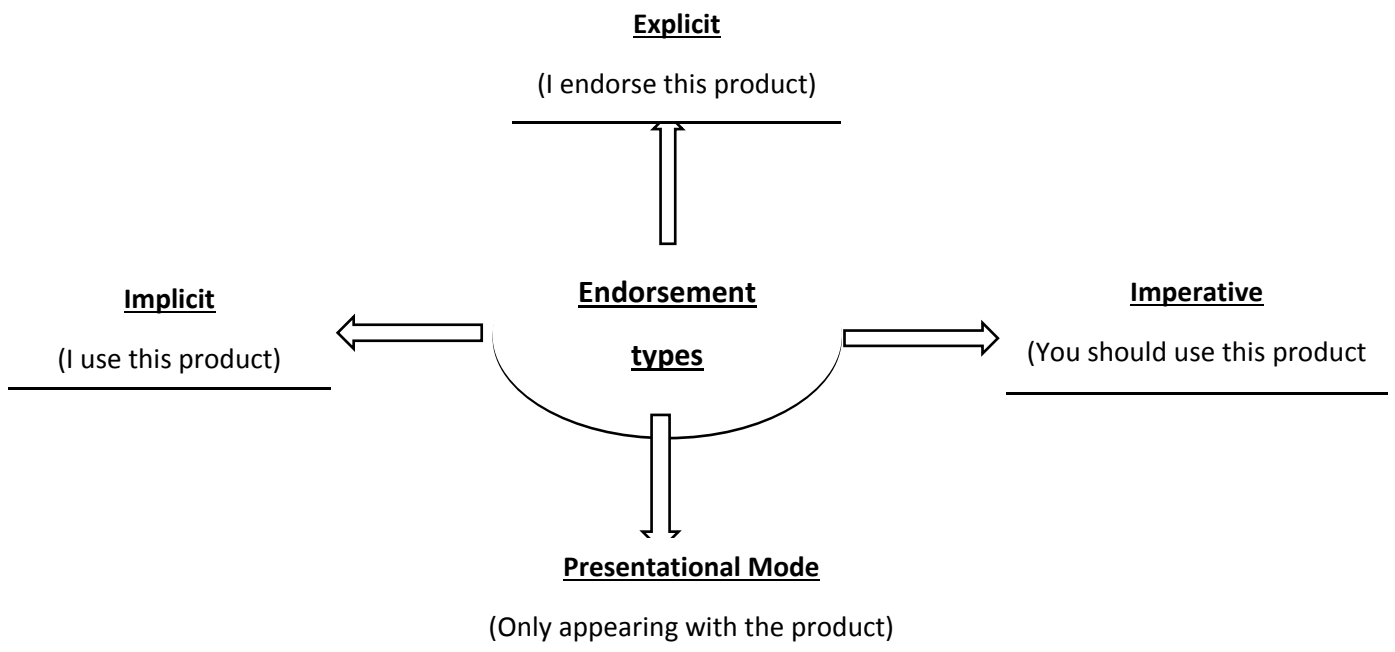 Explicit
(I endorse this product)
Endorsement
types
Implicit
(I use this product)
Imperative
(You should use this product
Presentational Mode
(Only appearing with the product)